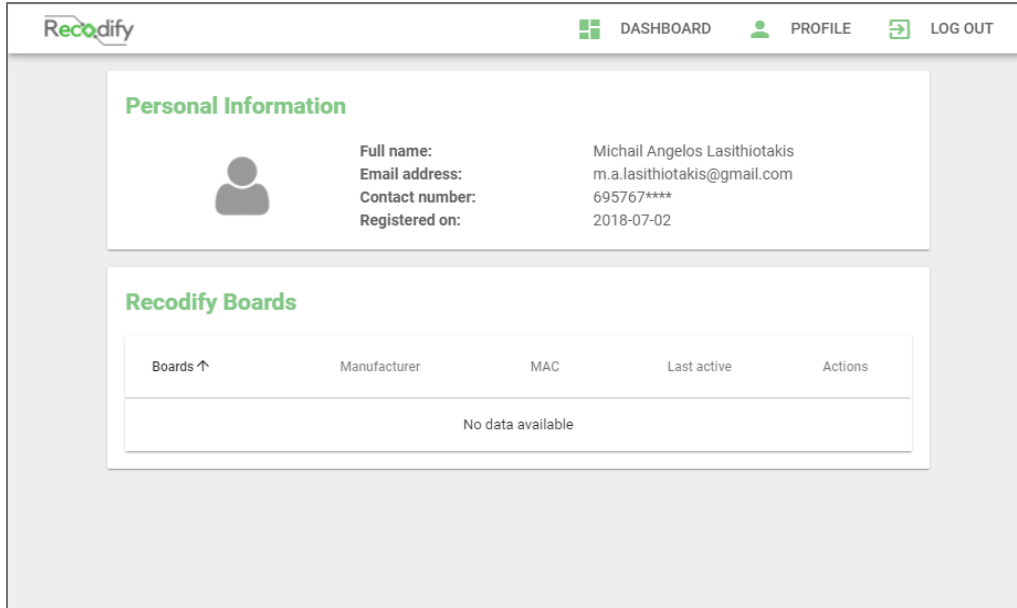 Recodify
DASHBOARD PROFILE LOG OUT
Personal Information
Full name: Michail Angelos Lasithiotakis
Email address: m.a.lasithiotakis@gmail.com
Contact number: 695767****
Registered on: 2018-07-02
Recodify Boards
Boards Manufacturer MAC Last active Actions
No data available